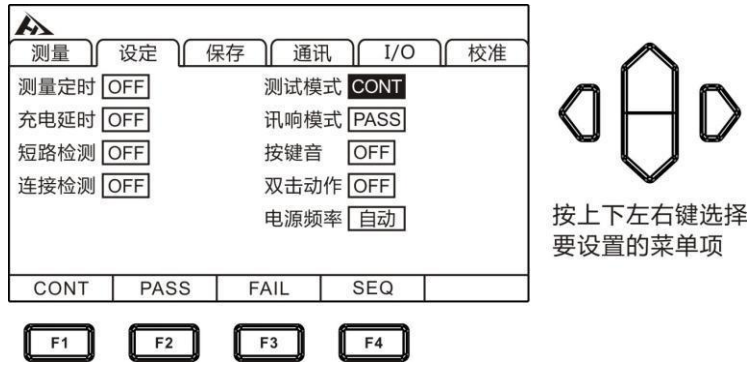 测量 设定 保存 通讯 I/O 校准
测量定时 OFF 测试模式 CONT
充电延时 OFF 讯响模式 PASS
短路检测 OFF 按键音 OFF
连接检测 OFF 双击动作 OFF
电源频率 自动
按上下左右键选择
要设置的菜单项
CONT PASS FAIL SEQ
F1 F2 F3 F4